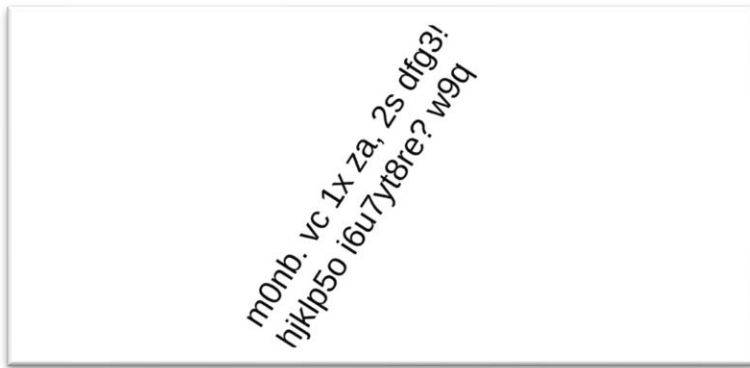 m0nb. vc 1x za, 2s dfg3!
hjklp5o i6u7yt8re? w9q